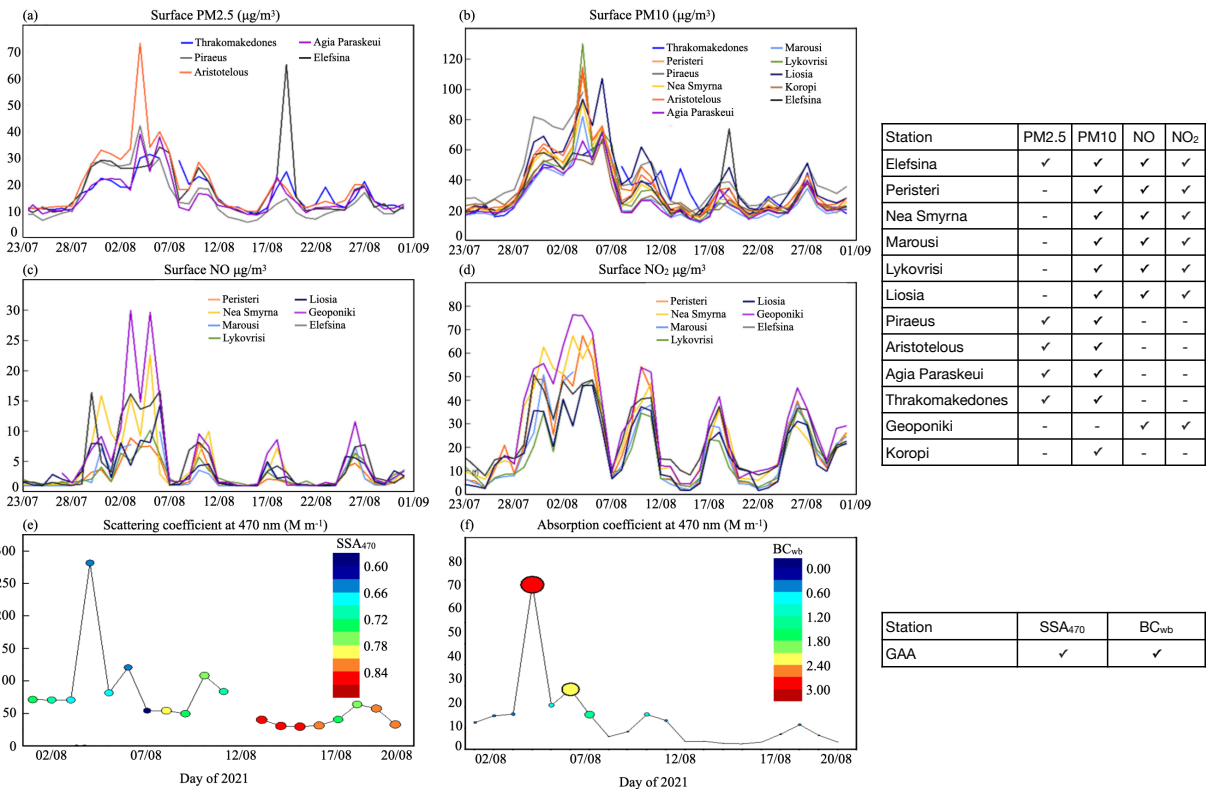 (a) Surface PM2.5 (µg/m³)
Thrakomakedones
Piraeus
Aristotelous
Agia Paraskeui
Elefsina
70
60
50
40
30
20
10
0
23/07 28/07 02/08 07/08 12/08 17/08 22/08 27/08 01/09
(b) Surface PM10 (µg/m³)
Thrakomakedones
Peristeri
Piraeus
Nea Smyrna
Aristotelous
Agia Paraskeui
Marousi
Lykovrisi
Liosia
Koropi
Elefsina
120
100
80
60
40
20
0
23/07 28/07 02/08 07/08 12/08 17/08 22/08 27/08 01/09
(c) Surface NO µg/m³
Peristeri
Nea Smyrna
Marousi
Lykovrisi
Liosia
Geoponiki
Elefsina
30
25
20
15
10
5
0
23/07 28/07 02/08 07/08 12/08 17/08 22/08 27/08 01/09
(d) Surface NO₂ µg/m³
Peristeri
Nea Smyrna
Marousi
Lykovrisi
Liosia
Geoponiki
Elefsina
80
70
60
50
40
30
20
10
0
23/07 28/07 02/08 07/08 12/08 17/08 22/08 27/08 01/09
(e) Scattering coefficient at 470 nm (M m⁻¹)
SSA₄₇₀
0.60
0.66
0.72
0.78
0.84
50
0
02/08 07/08 12/08 17/08 20/08
Day of 2021
(f) Absorption coefficient at 470 nm (M m⁻¹)
BCwb
0.00
0.60
1.20
1.80
2.40
3.00
80
70
60
50
40
30
20
10
0
02/08 07/08 12/08 17/08 20/08
Day of 2021
Station PM2.5 PM10 NO NO₂
Elefsina ✓ ✓ ✓ ✓
Peristeri - ✓ ✓ ✓
Nea Smyrna - ✓ ✓ ✓
Marousi - ✓ ✓ ✓
Lykovrisi - ✓ ✓ ✓
Liosia - ✓ ✓ ✓
Piraeus ✓ ✓ - -
Aristotelous ✓ ✓ - -
Agia Paraskeui ✓ ✓ - -
Thrakomakedones ✓ ✓ - -
Geoponiki - - ✓ ✓
Koropi - ✓ - -
Station SSA₄₇₀ BCwb
GAA ✓ ✓